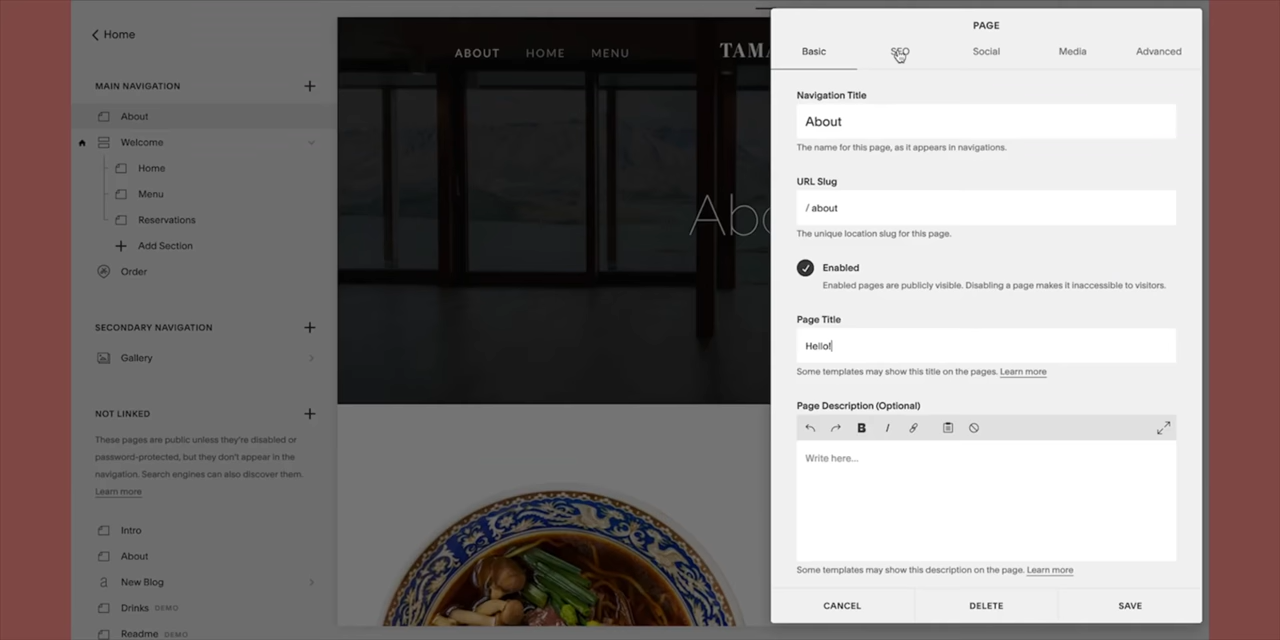 Home
MAIN NAVIGATION
About
Welcome
Home
Menu
Reservations
Add Section
Order
SECONDARY NAVIGATION
Gallery
NOT LINKED
These pages are public unless they're disabled or
password-protected, but they don't appear in the
navigation. Search engines can also discover them.
Learn more
Intro
About
New Blog
Drinks DEMO
Readme DEMO
ABOUT HOME MENU
TAMA
Abo
PAGE
Basic SEO Social Media Advanced
Navigation Title
About
The name for this page, as it appears in navigations.
URL Slug
/ about
The unique location slug for this page.
Enabled
Enabled pages are publicly visible. Disabling a page makes it inaccessible to visitors.
Page Title
Hello!
Some templates may show this title on the pages. Learn more
Page Description (Optional)
B I
Write here...
Some templates may show this description on the page. Learn more
CANCEL DELETE SAVE